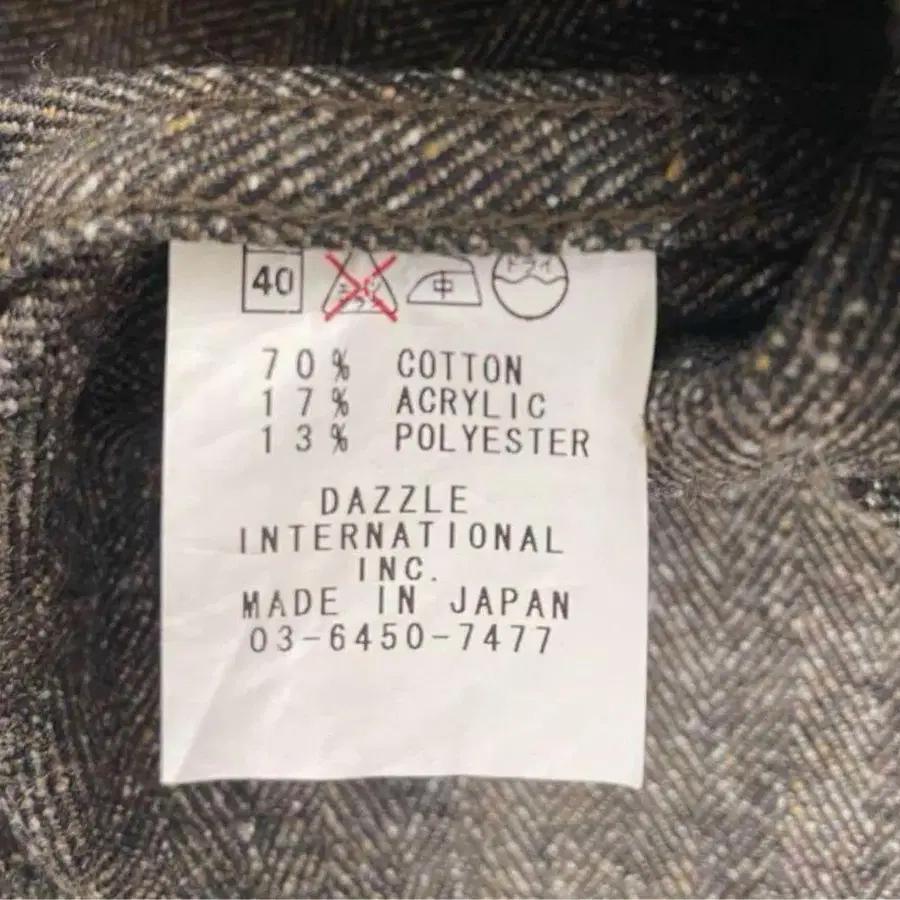 40 中 ドライ
70% COTTON
17% ACRYLIC
13% POLYESTER
DAZZLE
INTERNATIONAL
INC.
MADE IN JAPAN
03-6450-7477